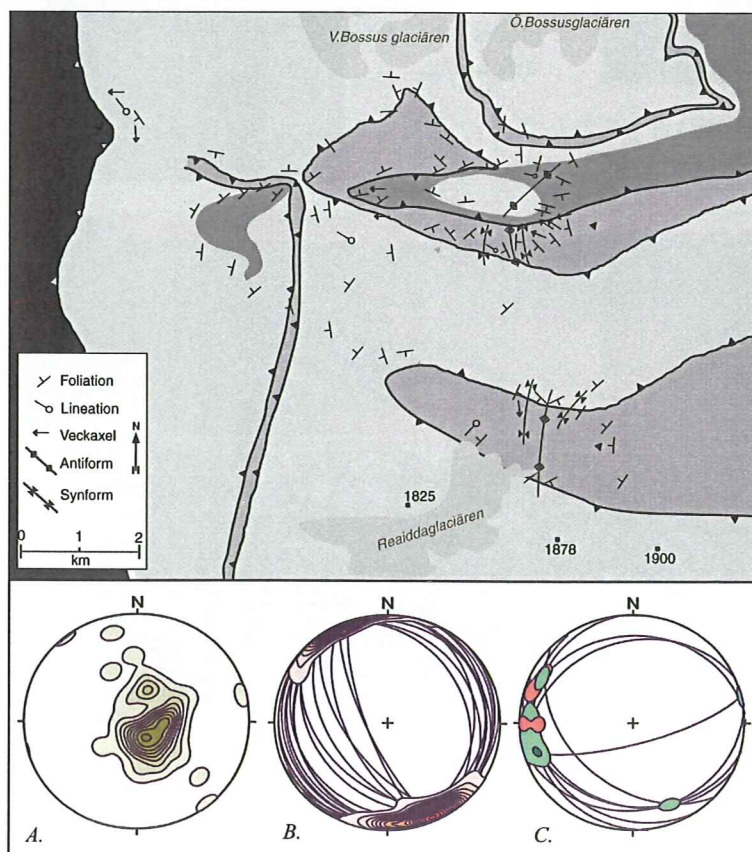 V.Bossus glaciären
Ö.Bossusglaciären
Foliation
Lineation
Veckaxel
N
Antiform
Synform
0 1 2
km
1825
Reaiddaglaciären
1878
1900
N
N
N
A.
B.
C.